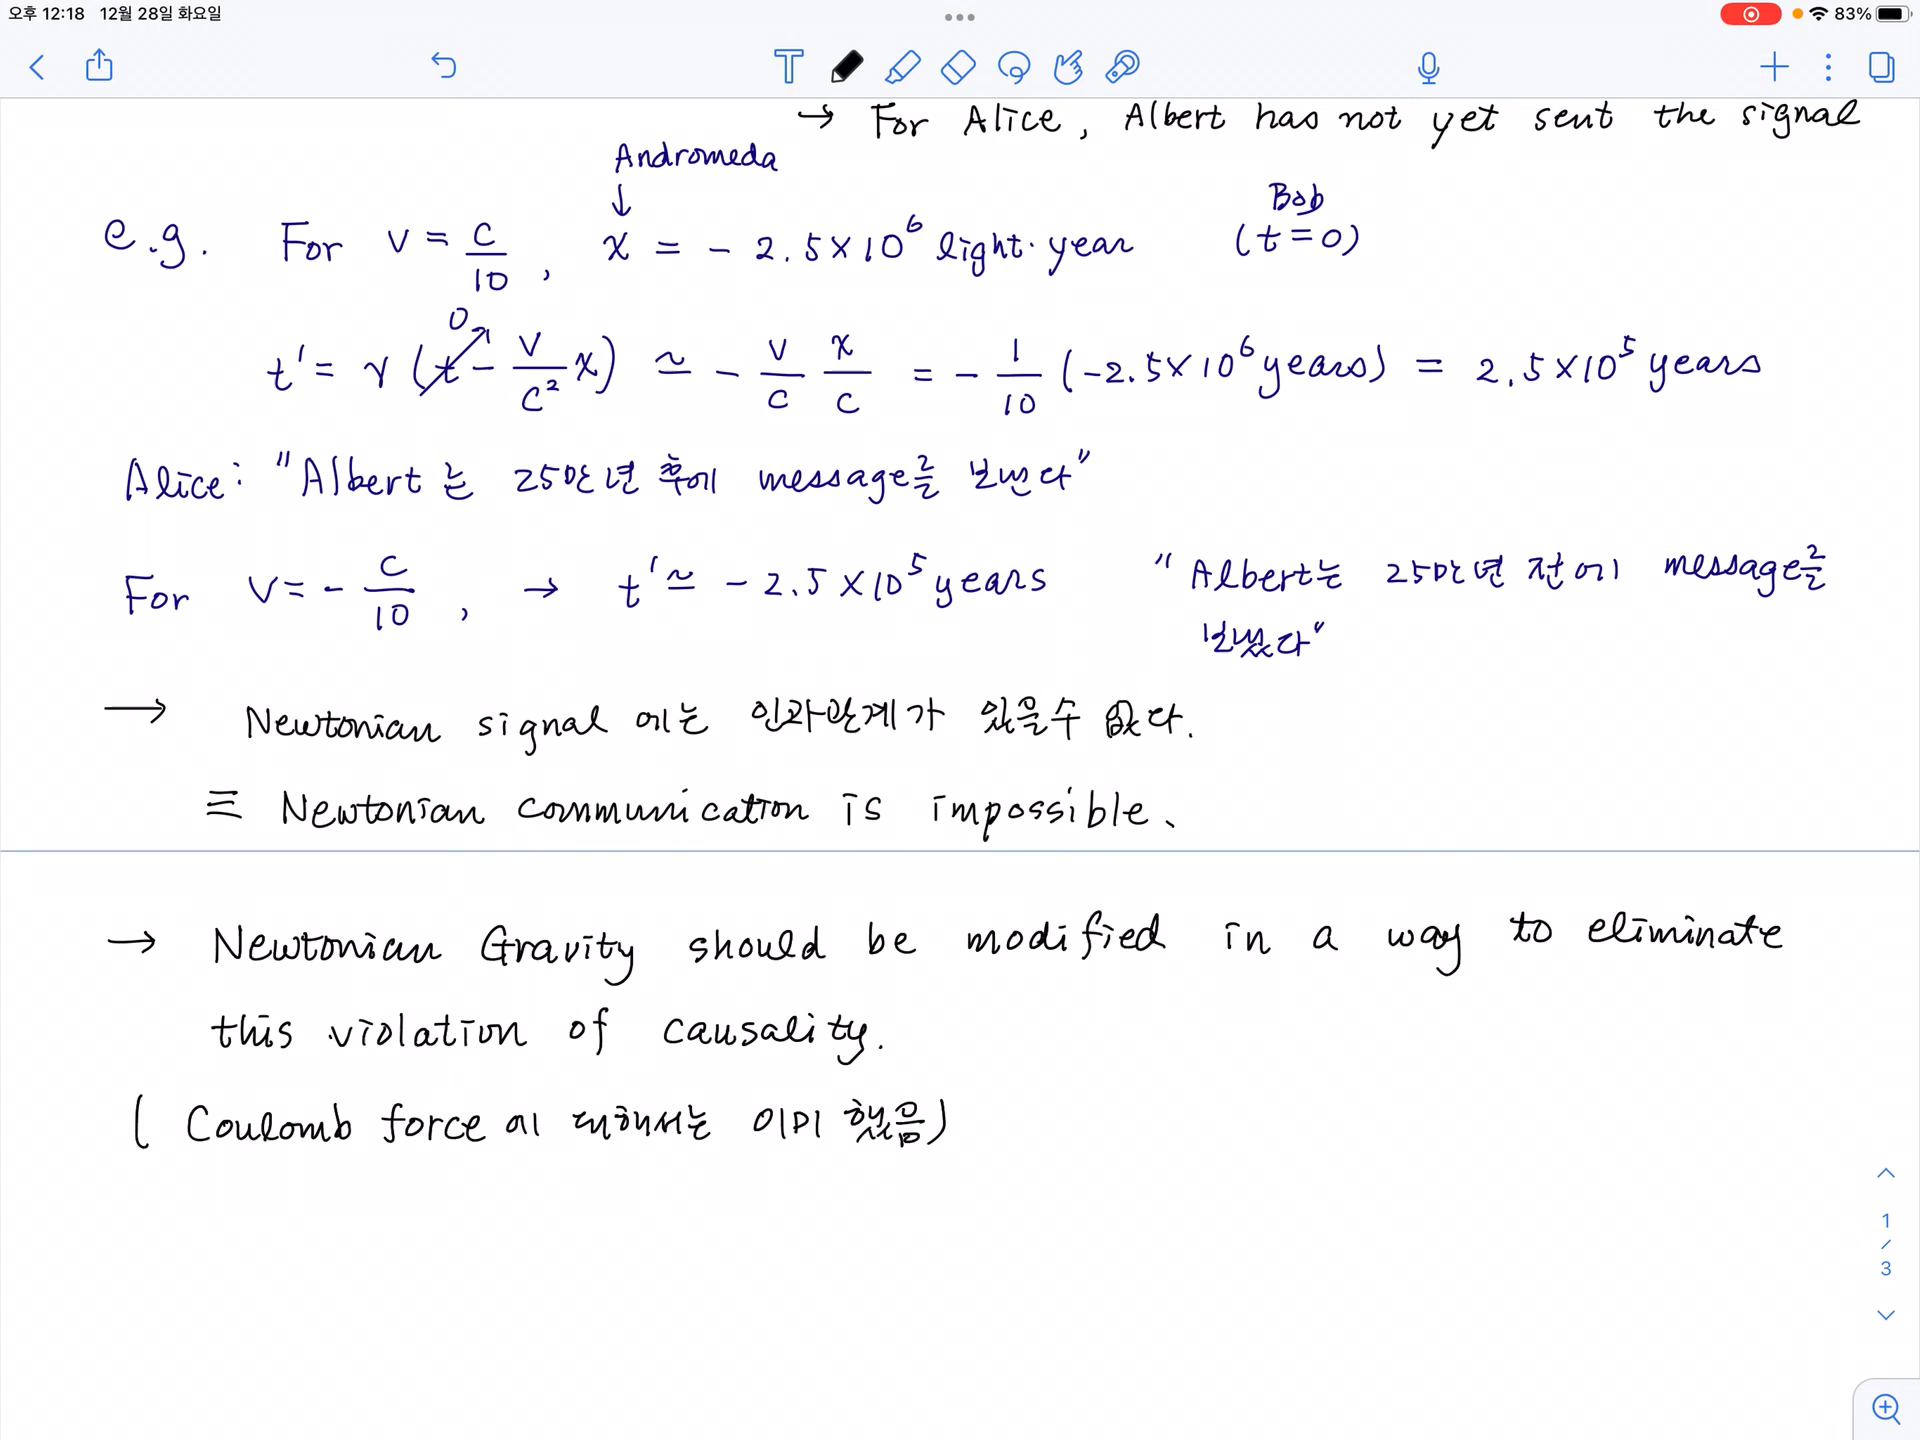 오후 12:18 12월 28일 화요일
83%
→ For Alice, Albert has not yet sent the signal
Andromeda
↓
Bob
e.g. For v = c/10, x = - 2.5×10⁶ light·year (t=0)
0
t' = γ (t - v/c² x) ≃ - v/c x/c = - 1/10 (-2.5×10⁶ years) = 2.5×10⁵ years
Alice: "Albert 는 25만년 후에 message를 보낸다"
For v = - c/10, → t' ≃ - 2.5×10⁵ years "Albert는 25만년 전에 message를
보냈다"
→ Newtonian signal 에는 인과관계가 있을수 없다.
≡ Newtonian communication is impossible.
→ Newtonian Gravity should be modified in a way to eliminate
this violation of causality.
( Coulomb force에 대해서는 이미 했음)
1
/
3